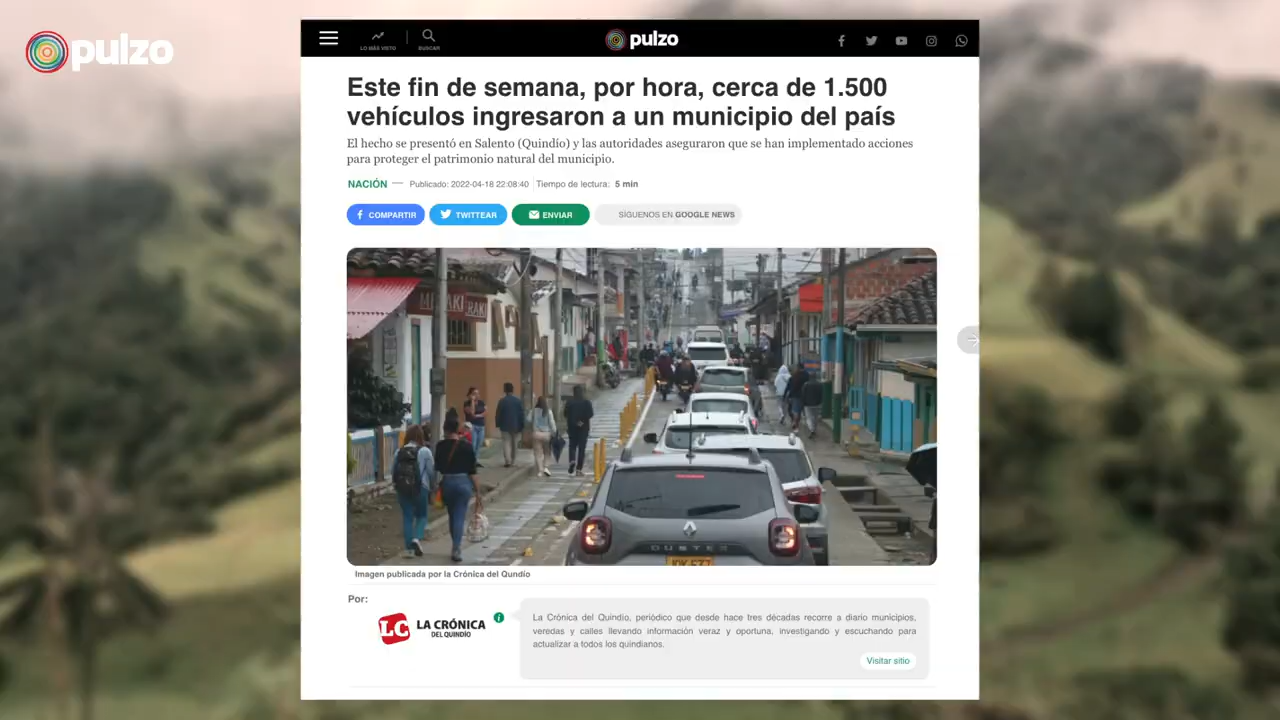 pulzo
LO MÁS VISTO
BUSCAR
pulzo
Este fin de semana, por hora, cerca de 1.500
vehículos ingresaron a un municipio del país
El hecho se presentó en Salento (Quindío) y las autoridades aseguraron que se han implementado acciones
para proteger el patrimonio natural del municipio.
NACIÓN — Publicado: 2022-04-18 22:08:40 Tiempo de lectura: 5 min
COMPARTIR TWITTEAR ENVIAR SÍGUENOS EN GOOGLE NEWS
RAKI
DUSTER
Imagen publicada por la Crónica del Qundío
Por:
LC LA CRÓNICA
DEL QUINDÍO
La Crónica del Quindío, periódico que desde hace tres décadas recorre a diario municipios,
veredas y calles llevando información veraz y oportuna, investigando y escuchando para
actualizar a todos los quindianos.
Visitar sitio